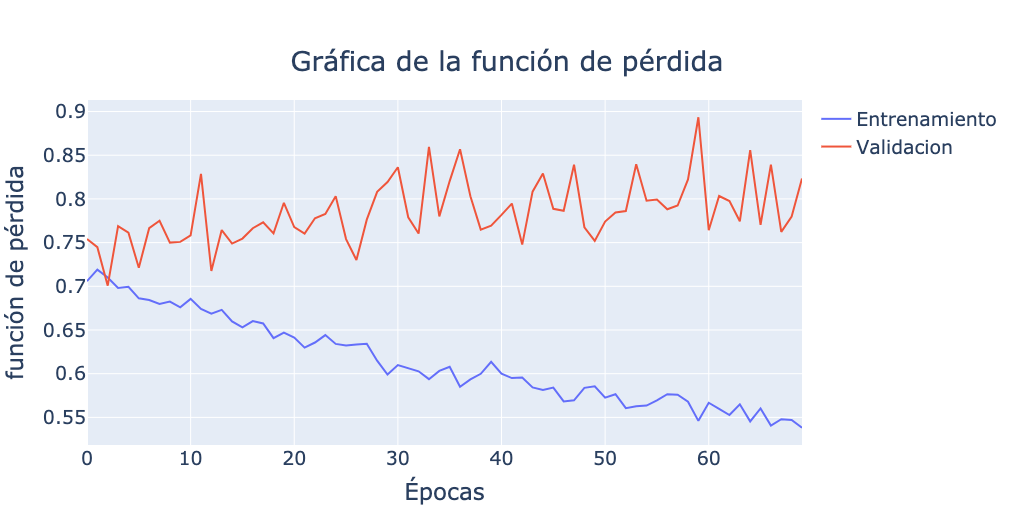 Gráfica de la función de pérdida
0.9
0.85
0.8
0.75
0.7
0.65
0.6
0.55
función de pérdida
0 10 20 30 40 50 60
Épocas
Entrenamiento
Validacion